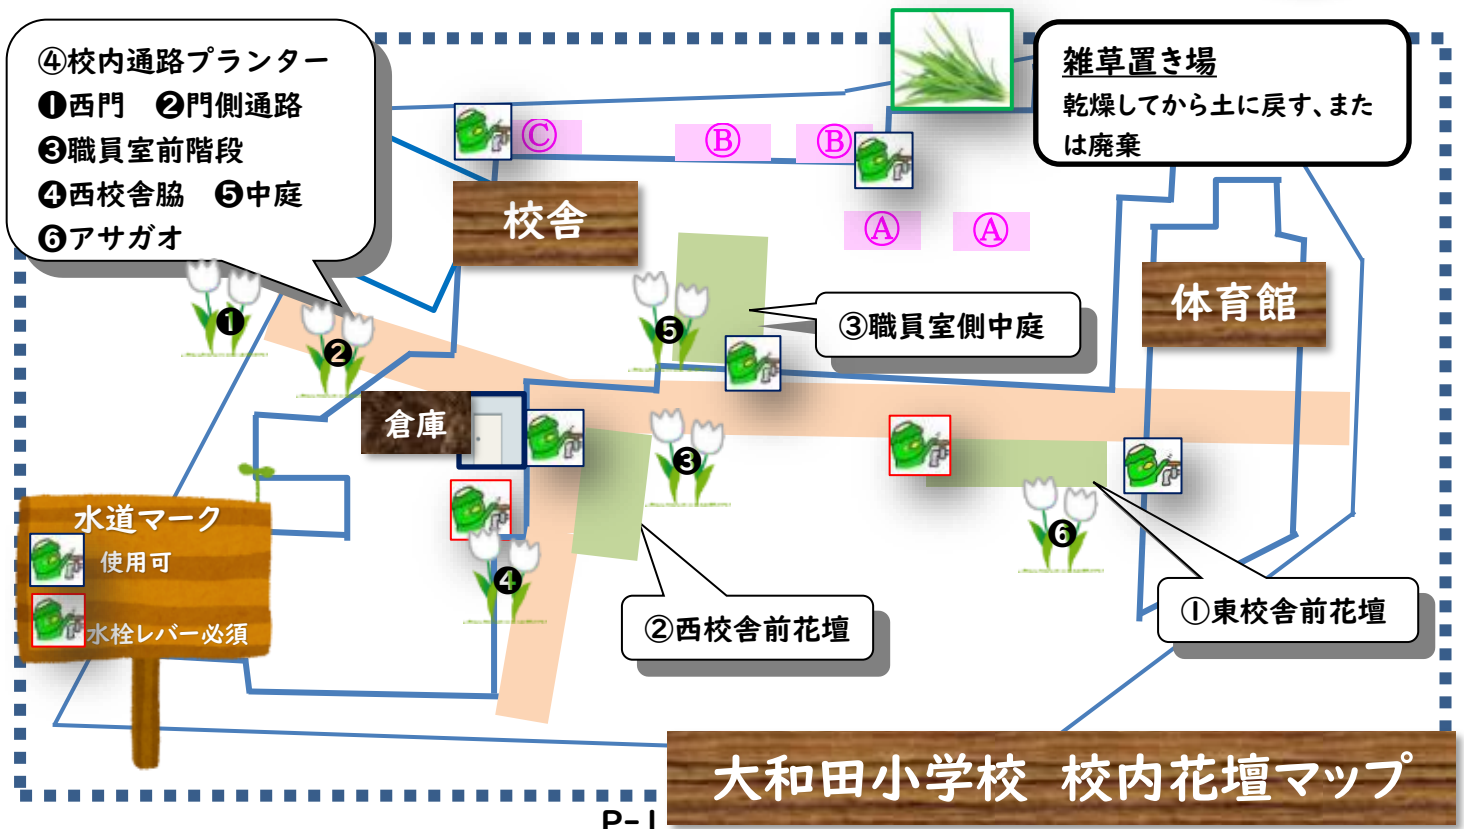 ④校内通路プランター
❶西門　❷門側通路
❸職員室前階段
❹西校舎脇　❺中庭
❻アサガオ
雑草置き場
乾燥してから土に戻す、また
は廃棄
Ⓒ
Ⓑ
Ⓑ
校舎
Ⓐ
Ⓐ
体育館
❶
❷
❺
③職員室側中庭
倉庫
❸
水道マーク
使用可
水栓レバー必須
❹
❻
②西校舎前花壇
①東校舎前花壇
大和田小学校 校内花壇マップ
P-1